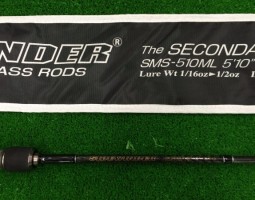 NDER®
ASS RODS
The SECONDA
SMS-510ML 5'10"
Lure Wt 1/16oz►1/2oz